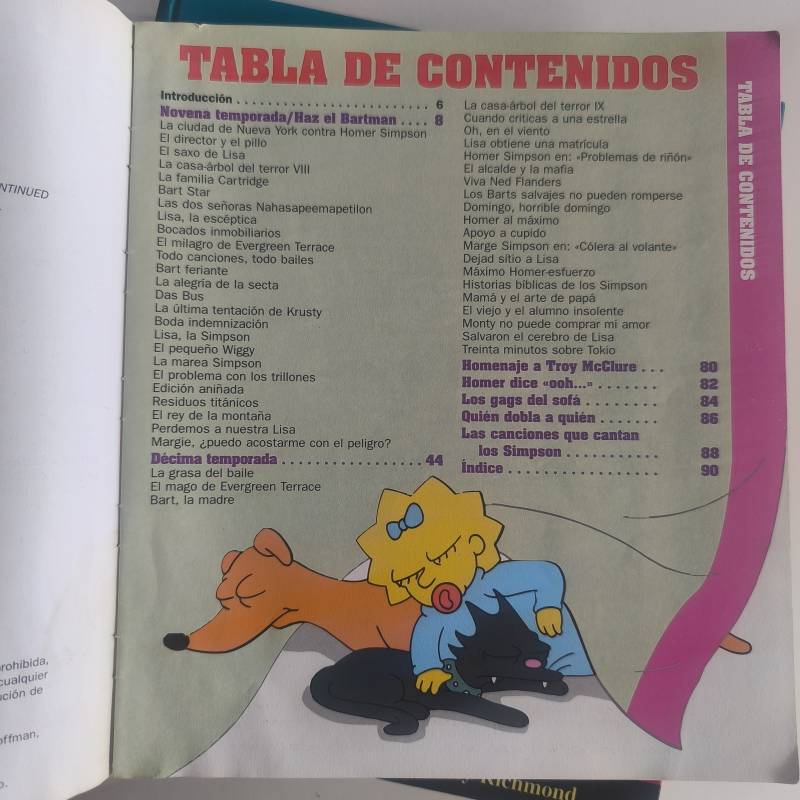 TABLA DE CONTENIDOS
Introducción . . . . . . . . . . . . . . . . . . . . . . . . . 6
Novena temporada/Haz el Bartman . . . . 8
La ciudad de Nueva York contra Homer Simpson
El director y el pillo
El saxo de Lisa
La casa-árbol del terror VIII
La familia Cartridge
Bart Star
Las dos señoras Nahasapeemapetilon
Lisa, la escéptica
Bocados inmobiliarios
El milagro de Evergreen Terrace
Todo canciones, todo bailes
Bart feriante
La alegría de la secta
Das Bus
La última tentación de Krusty
Boda indemnización
Lisa, la Simpson
El pequeño Wiggy
La marea Simpson
El problema con los trillones
Edición aniñada
Residuos titánicos
El rey de la montaña
Perdemos a nuestra Lisa
Margie, ¿puedo acostarme con el peligro?
Décima temporada . . . . . . . . . . . . . . . . . 44
La grasa del baile
El mago de Evergreen Terrace
Bart, la madre
La casa-árbol del terror IX
Cuando criticas a una estrella
Oh, en el viento
Lisa obtiene una matrícula
Homer Simpson en: «Problemas de riñón»
El alcalde y la mafia
Viva Ned Flanders
Los Barts salvajes no pueden romperse
Domingo, horrible domingo
Homer al máximo
Apoyo a cupido
Marge Simpson en: «Cólera al volante»
Dejad sitio a Lisa
Máximo Homer-esfuerzo
Historias bíblicas de los Simpson
Mamá y el arte de papá
El viejo y el alumno insolente
Monty no puede comprar mi amor
Salvaron el cerebro de Lisa
Treinta minutos sobre Tokio
Homenaje a Troy McClure . . . 80
Homer dice «ooh...» . . . . . . . 82
Los gags del sofá . . . . . . . . . 84
Quién dobla a quién . . . . . . . 86
Las canciones que cantan
los Simpson . . . . . . . . . . . 88
Índice . . . . . . . . . . . . . . . . . . 90
TABLA DE CONTENIDOS
NTINUED
rohibida,
cualquier
ción de
offman,
Richmond